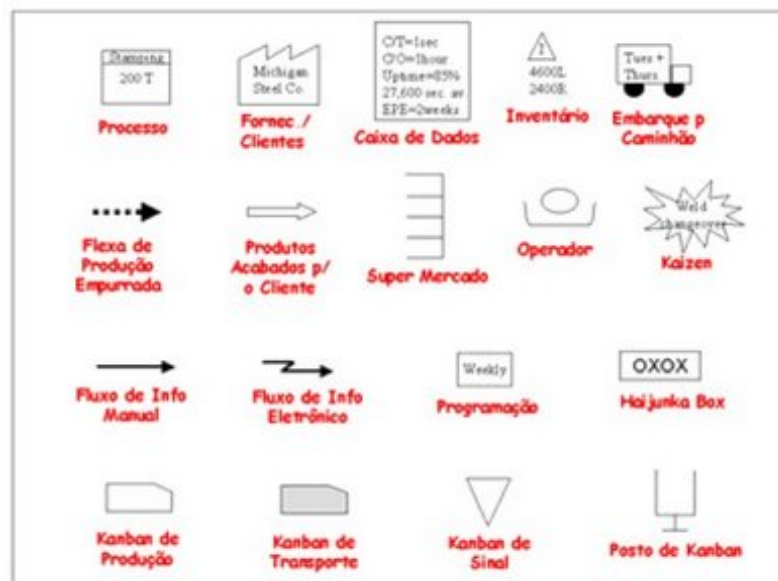 Stamping
200 T
Processo
Michigan
Steel Co.
Fornec./
Clientes
C/T=1sec
C/O=1hour
Uptime=85%
27,600 sec. av
EPE=2weeks
Caixa de Dados
I
4600L
2400R
Inventário
Tues +
Thurs.
Embarque p
Caminhão
Flexa de
Produção
Empurrada
Produtos
Acabados p/
o Cliente
Super Mercado
Operador
Weld
changeover
Kaizen
Fluxo de Info
Manual
Fluxo de Info
Eletrônico
Weekly
Programação
OXOX
Haijunka Box
Kanban de
Produção
Kanban de
Transporte
Kanban de
Sinal
Posto de Kanban